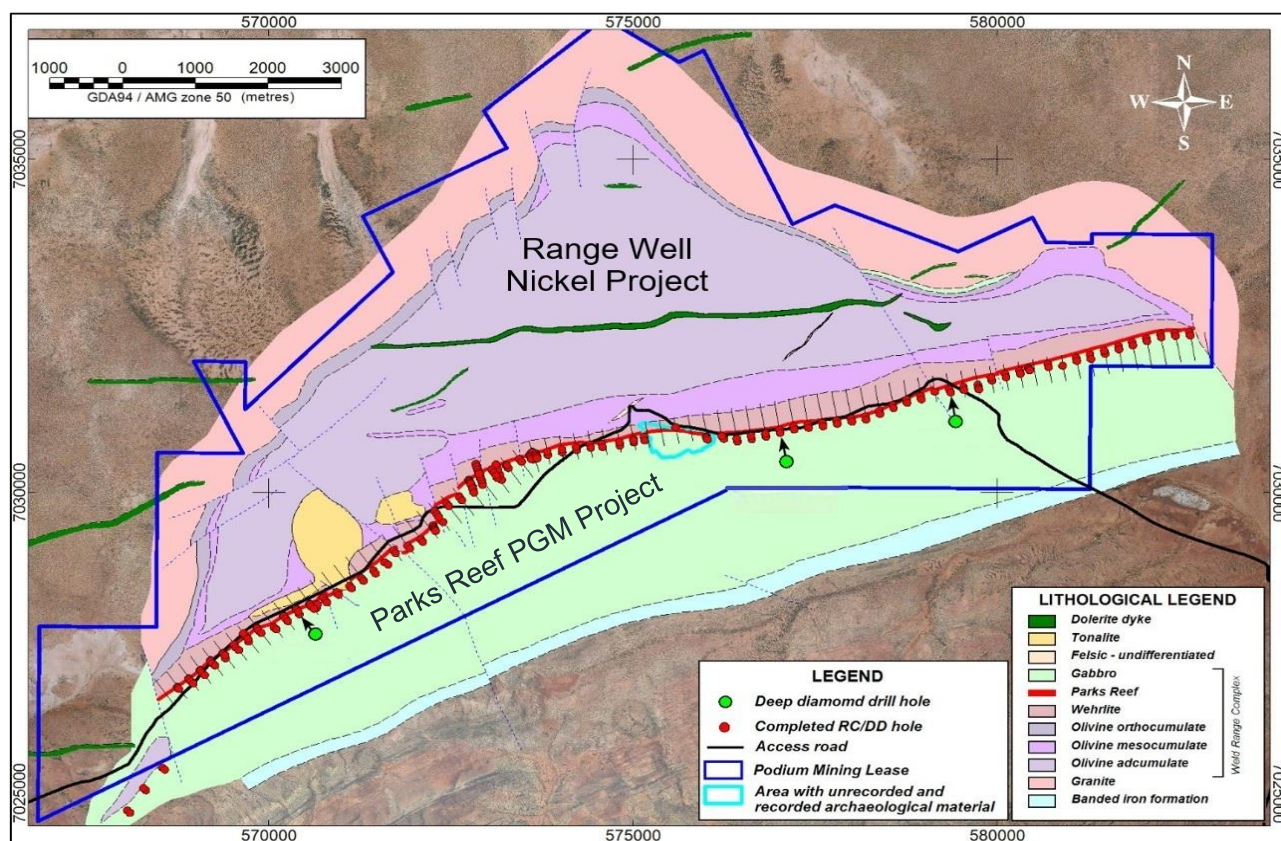 570000
575000
580000
1000 0 1000 2000 3000
GDA94 / AMG zone 50 (metres)
N
W E
S
7035000
7035000
Range Well
Nickel Project
7030000
7030000
Parks Reef PGM Project
7025000
7025000
LEGEND
Deep diamomd drill hole
Completed RC/DD hole
Access road
Podium Mining Lease
Area with unrecorded and
recorded archaeological material
LITHOLOGICAL LEGEND
Dolerite dyke
Tonalite
Felsic - undifferentiated
Gabbro
Parks Reef
Wehrlite
Olivine orthocumulate
Olivine mesocumulate
Olivine adcumulate
Granite
Banded iron formation
Weld Range Complex
570000
575000
580000